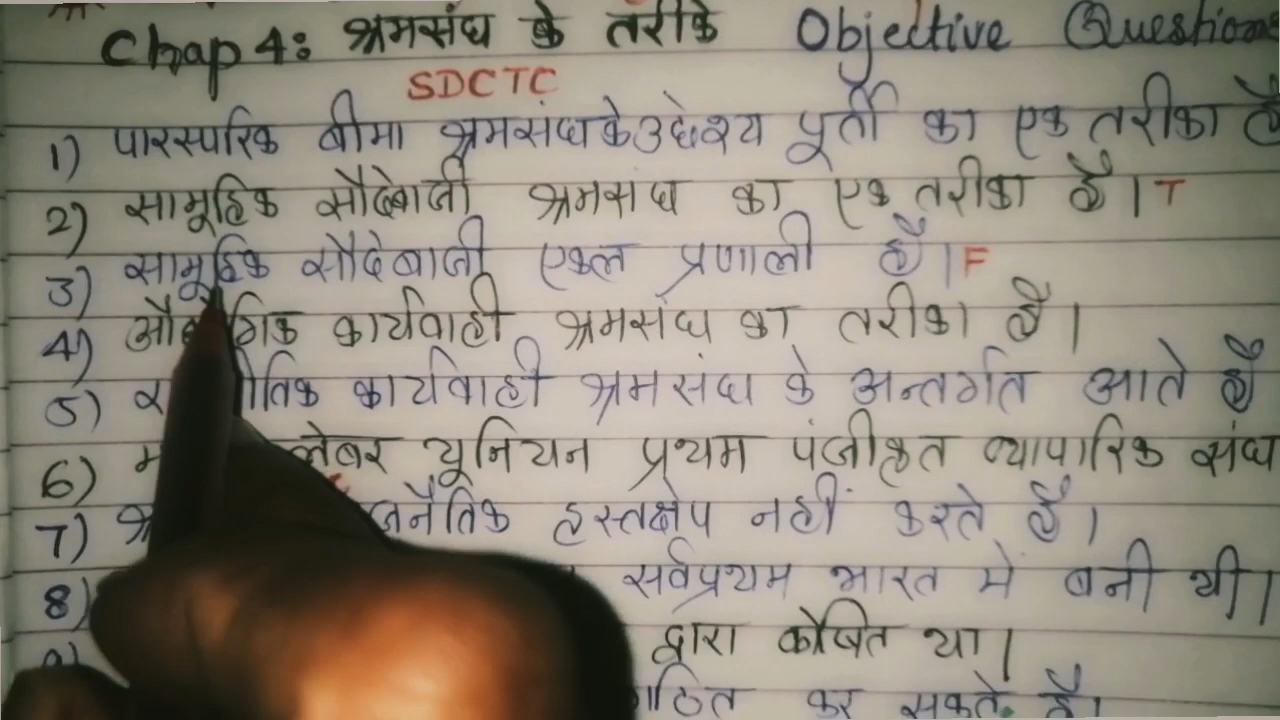 Chap 4: श्रमसंघ के तरीके Objective Questions
SDCTC
1) पारस्पारिक बीमा श्रमसंघ के उद्देश्य पूर्ती का एक तरीका है
2) सामूहिक सौदेबाजी श्रमसंघ का एक तरीका है। T
3) सामूहिक सौदेबाजी एकल प्रणाली है। F
4) कार्यवाही श्रमसंघ का तरीका है।
5) कार्यवाही श्रमसंघ के अन्तर्गत आते है
6) लेबर यूनियन प्रथम पंजीकृत व्यापारिक संघ
7) हस्तक्षेप नहीं करते है।
8) सर्वप्रथम भारत में बनी थी।
द्वारा था।
कर सकते है।